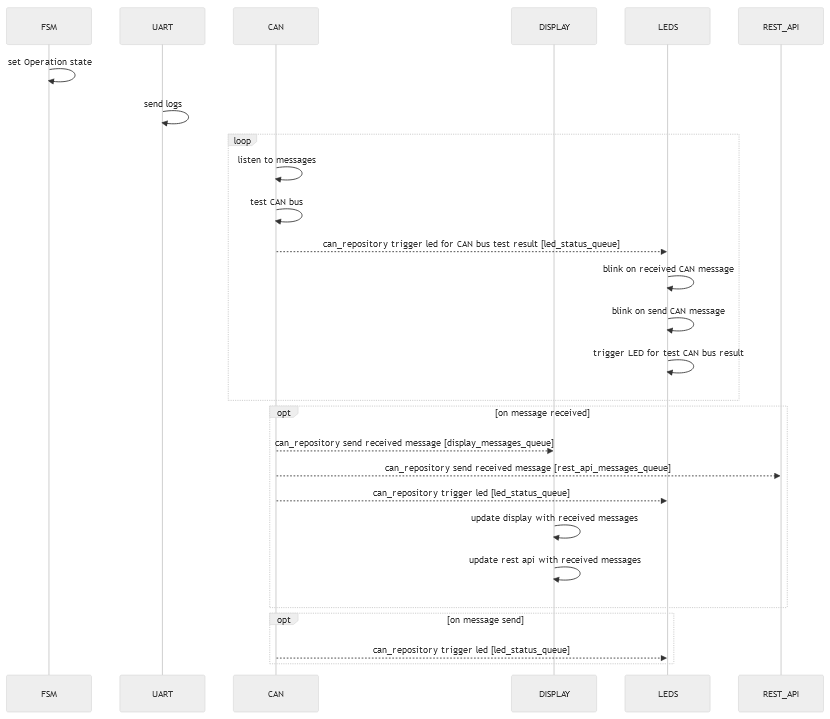 FSM
UART
CAN
DISPLAY
LEDS
REST_API
set Operation state
send logs
loop
listen to messages
test CAN bus
can_repository trigger led for CAN bus test result [led_status_queue]
blink on received CAN message
blink on send CAN message
trigger LED for test CAN bus result
opt
[on message received]
can_repository send received message [display_messages_queue]
can_repository send received message [rest_api_messages_queue]
can_repository trigger led [led_status_queue]
update display with received messages
update rest api with received messages
opt
[on message send]
can_repository trigger led [led_status_queue]
FSM
UART
CAN
DISPLAY
LEDS
REST_API